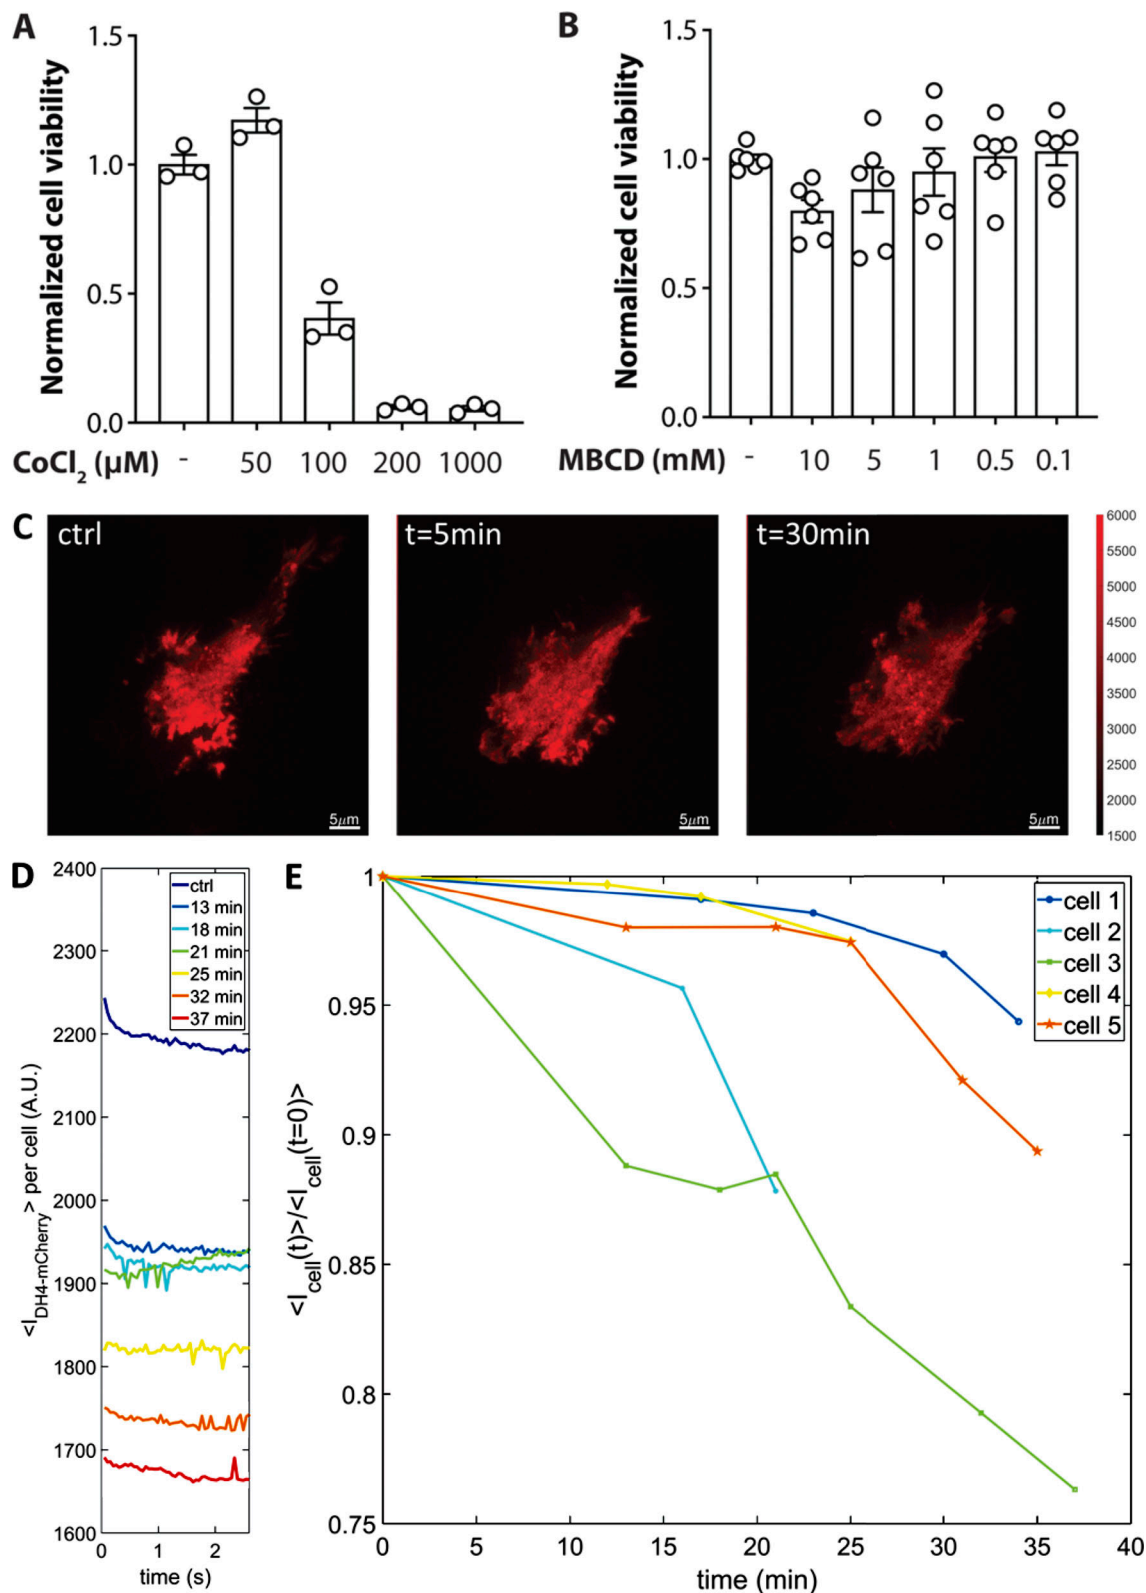 A
1.5
1.0
0.5
0.0
Normalized cell viability
CoCl2 (µM) - 50 100 200 1000
B
1.5
1.0
0.5
0.0
Normalized cell viability
MBCD (mM) - 10 5 1 0.5 0.1
C
ctrl
5µm
t=5min
5µm
t=30min
5µm
6000
5500
5000
4500
4000
3500
3000
2500
2000
1500
D
2400
2300
2200
2100
2000
1900
1800
1700
1600
<I_DH4-mCherry> per cell (A.U.)
ctrl
13 min
18 min
21 min
25 min
32 min
37 min
0 1 2
time (s)
E
1
0.95
0.9
0.85
0.8
0.75
<I_cell(t)>/<I_cell(t=0)>
cell 1
cell 2
cell 3
cell 4
cell 5
0 5 10 15 20 25 30 35 40
time (min)